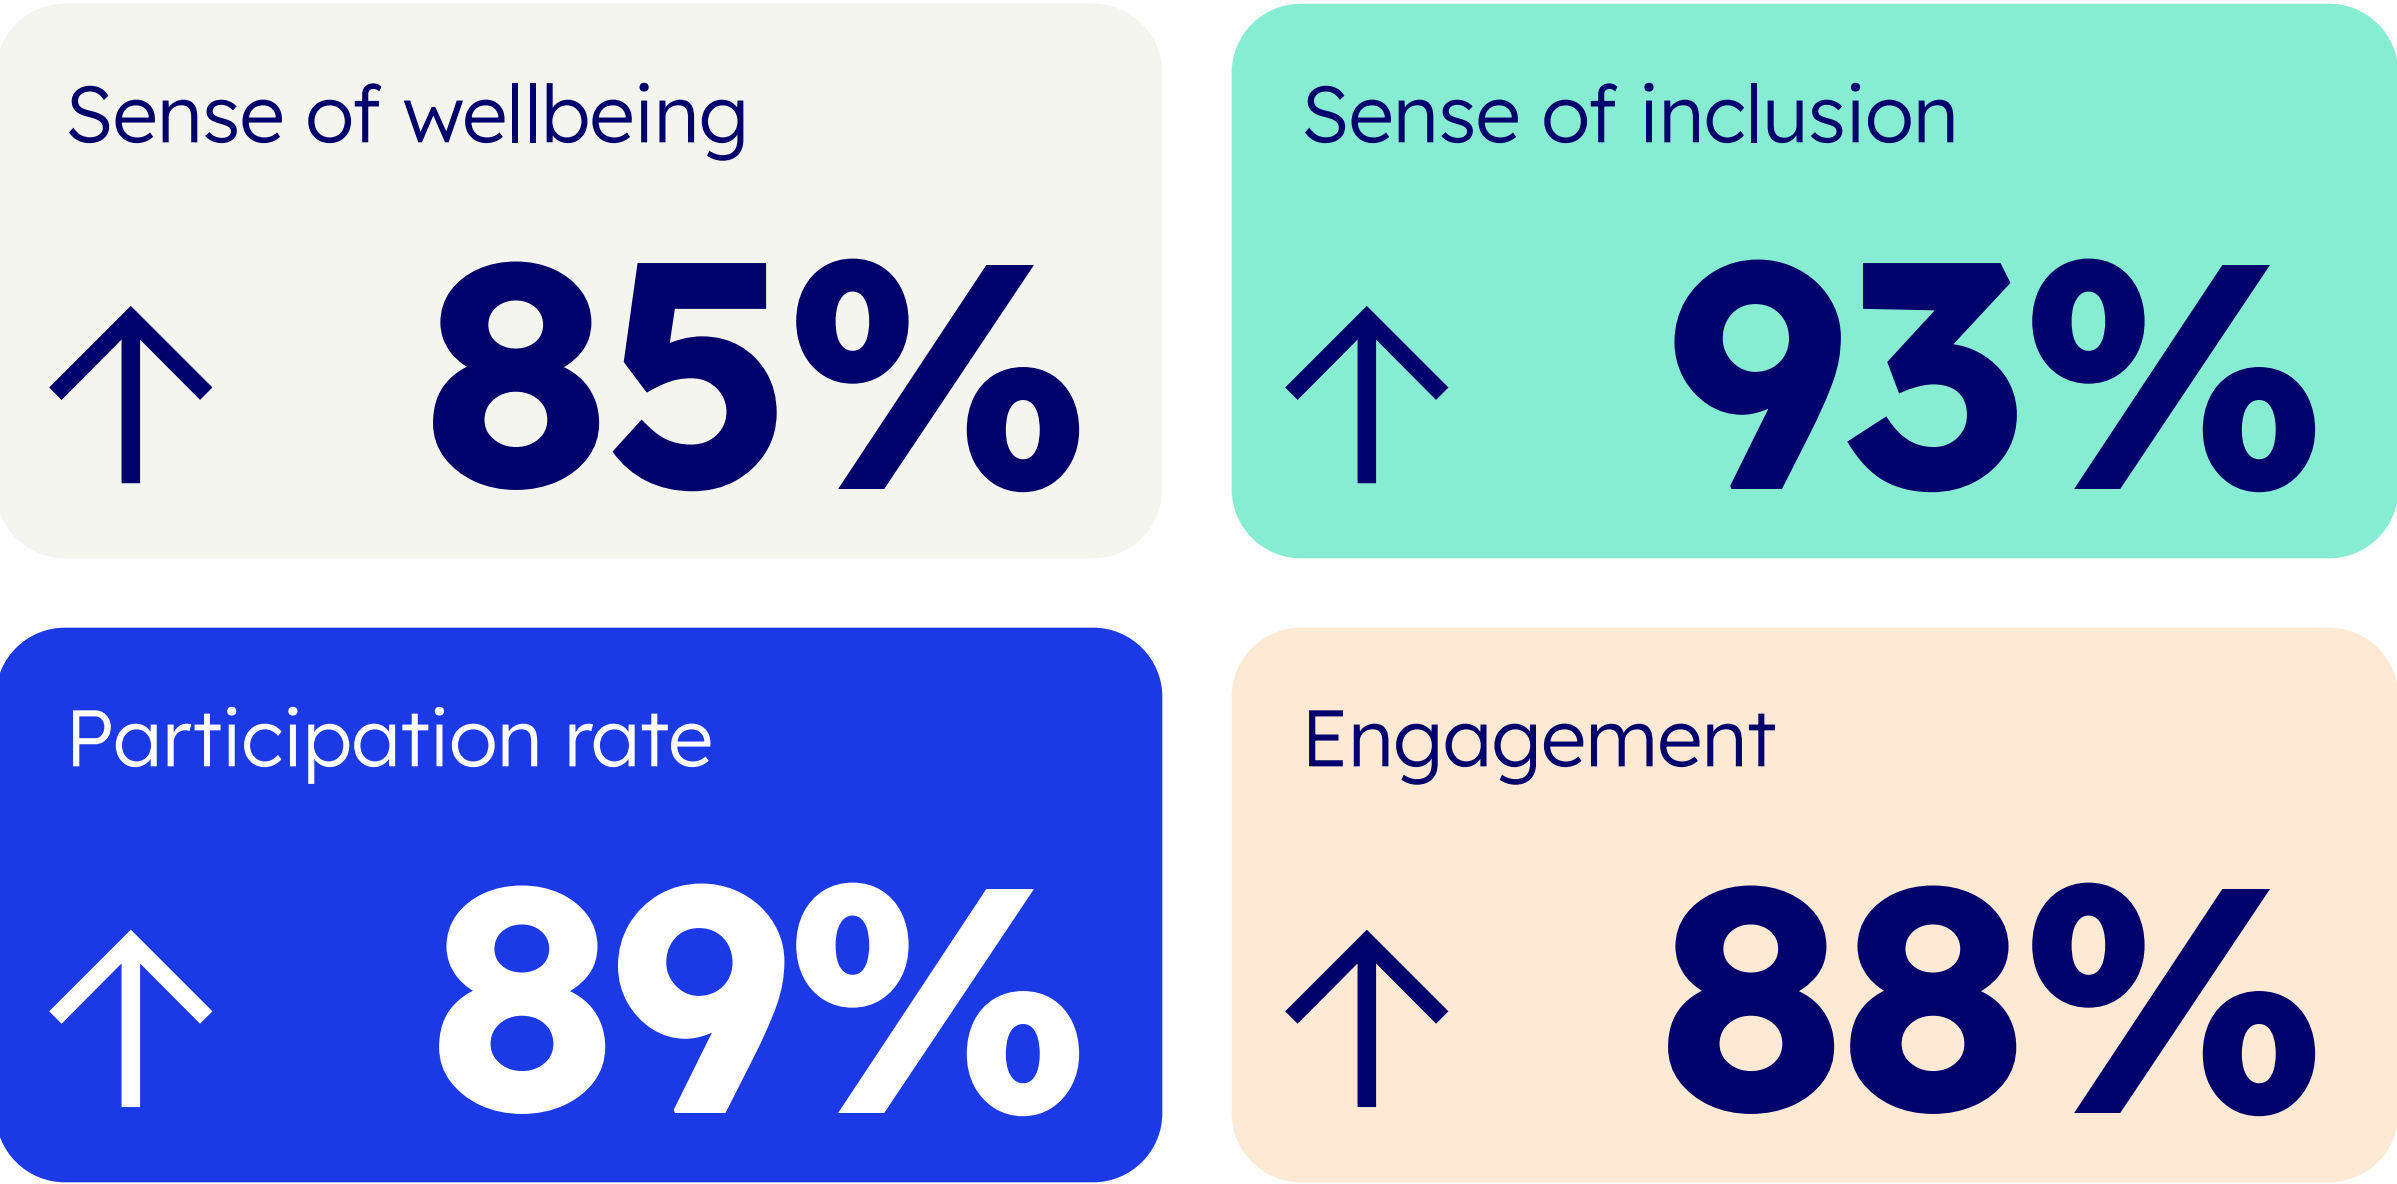 Sense of wellbeing
85%
Sense of inclusion
93%
Participation rate
89%
Engagement
88%